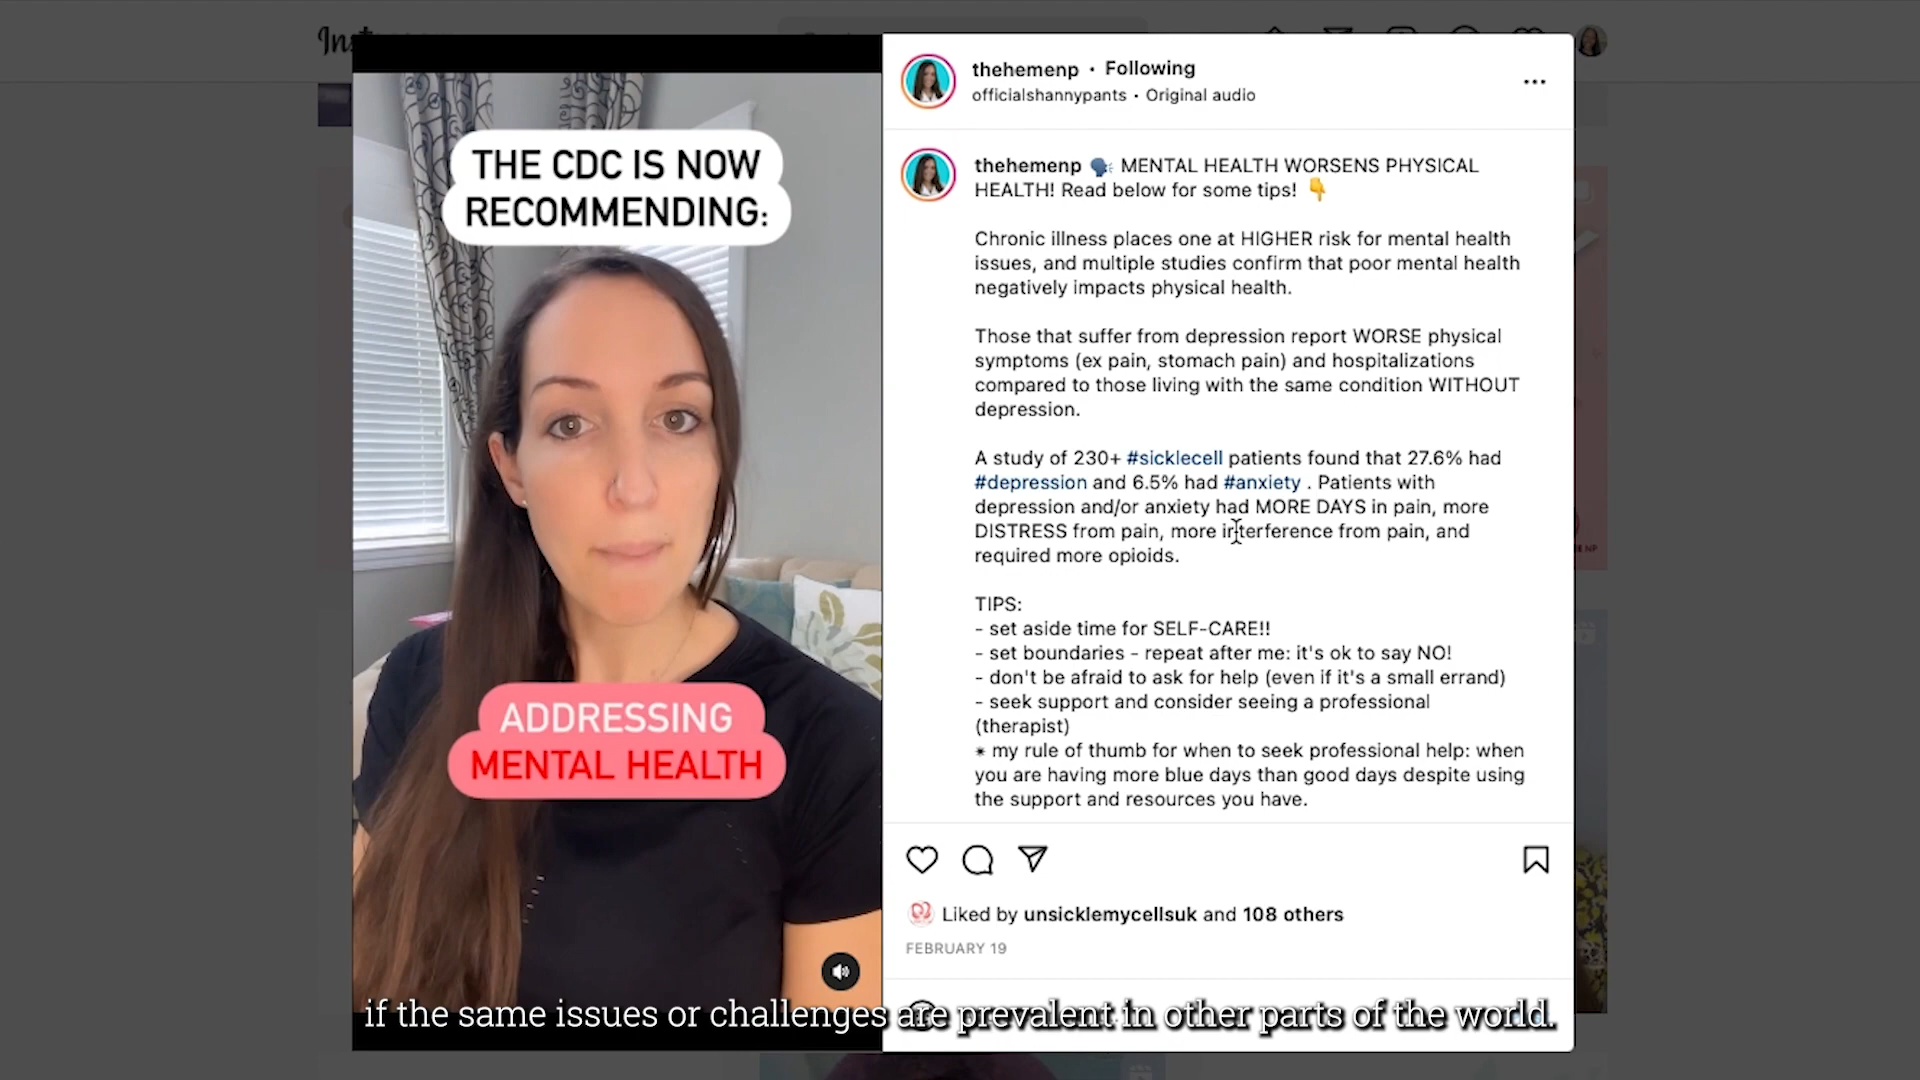 THE CDC IS NOW
RECOMMENDING:
ADDRESSING
MENTAL HEALTH
thehemenp • Following
officialshannypants • Original audio
thehemenp 🗣️ MENTAL HEALTH WORSENS PHYSICAL
HEALTH! Read below for some tips! 👇
Chronic illness places one at HIGHER risk for mental health
issues, and multiple studies confirm that poor mental health
negatively impacts physical health.
Those that suffer from depression report WORSE physical
symptoms (ex pain, stomach pain) and hospitalizations
compared to those living with the same condition WITHOUT
depression.
A study of 230+ #sicklecell patients found that 27.6% had
#depression and 6.5% had #anxiety . Patients with
depression and/or anxiety had MORE DAYS in pain, more
DISTRESS from pain, more interference from pain, and
required more opioids.
TIPS:
- set aside time for SELF-CARE!!
- set boundaries - repeat after me: it's ok to say NO!
- don't be afraid to ask for help (even if it's a small errand)
- seek support and consider seeing a professional
(therapist)
✷ my rule of thumb for when to seek professional help: when
you are having more blue days than good days despite using
the support and resources you have.
Liked by unsicklemycellsuk and 108 others
FEBRUARY 19
if the same issues or challenges are prevalent in other parts of the world.